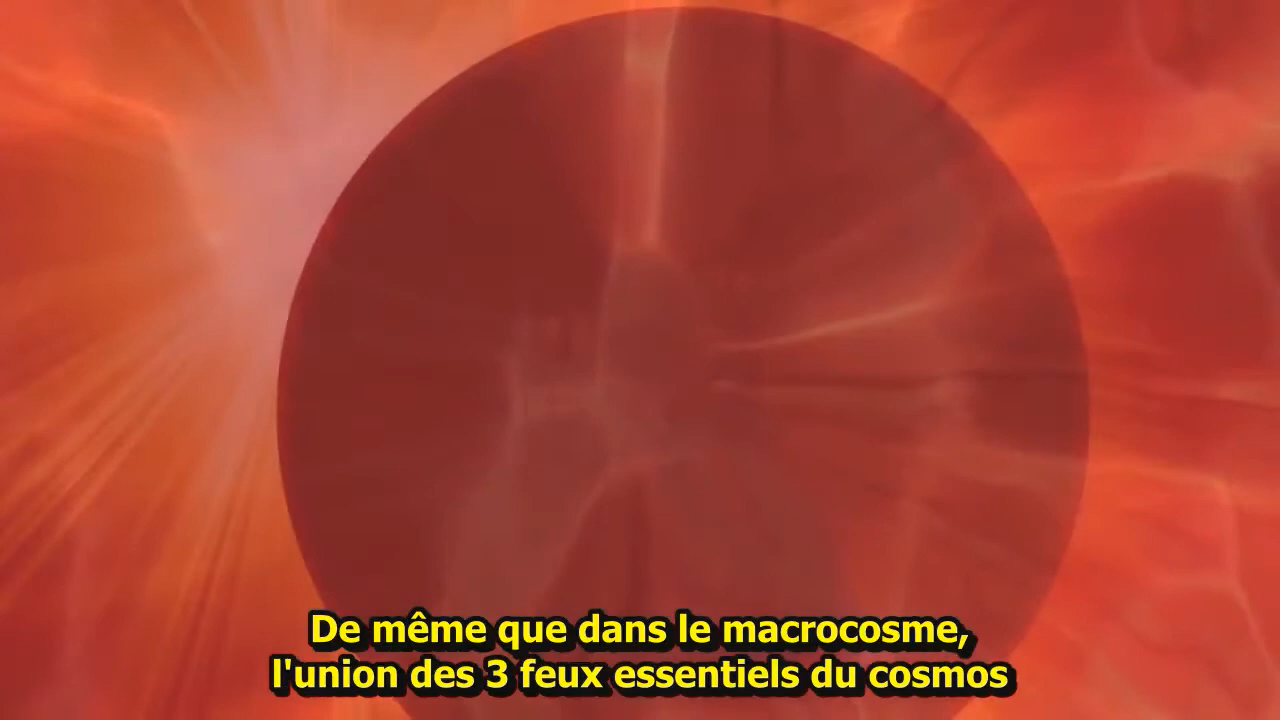 De même que dans le macrocosme,
l'union des 3 feux essentiels du cosmos